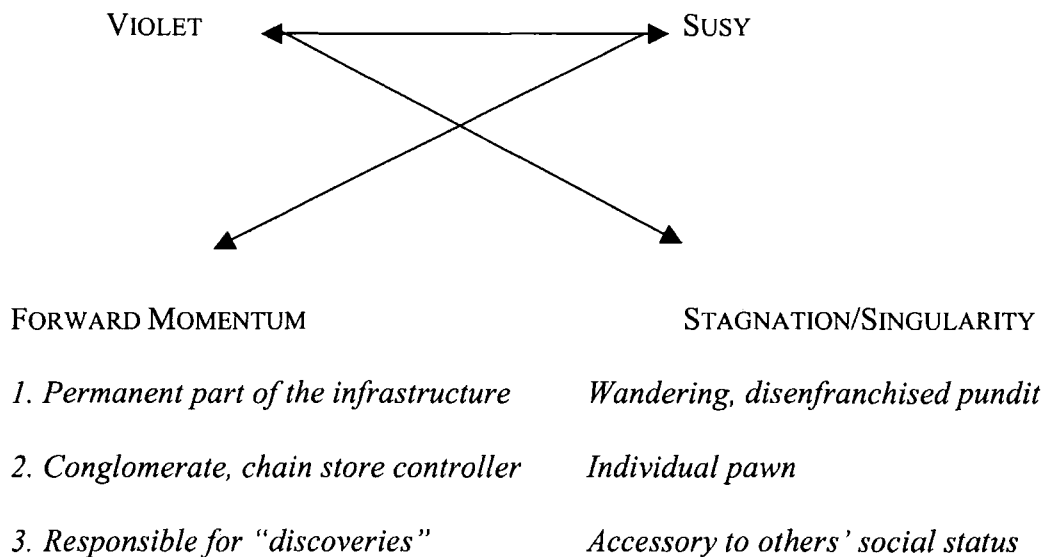 VIOLET SUSY
FORWARD MOMENTUM STAGNATION/SINGULARITY
1. Permanent part of the infrastructure Wandering, disenfranchised pundit
2. Conglomerate, chain store controller Individual pawn
3. Responsible for “discoveries” Accessory to others’ social status